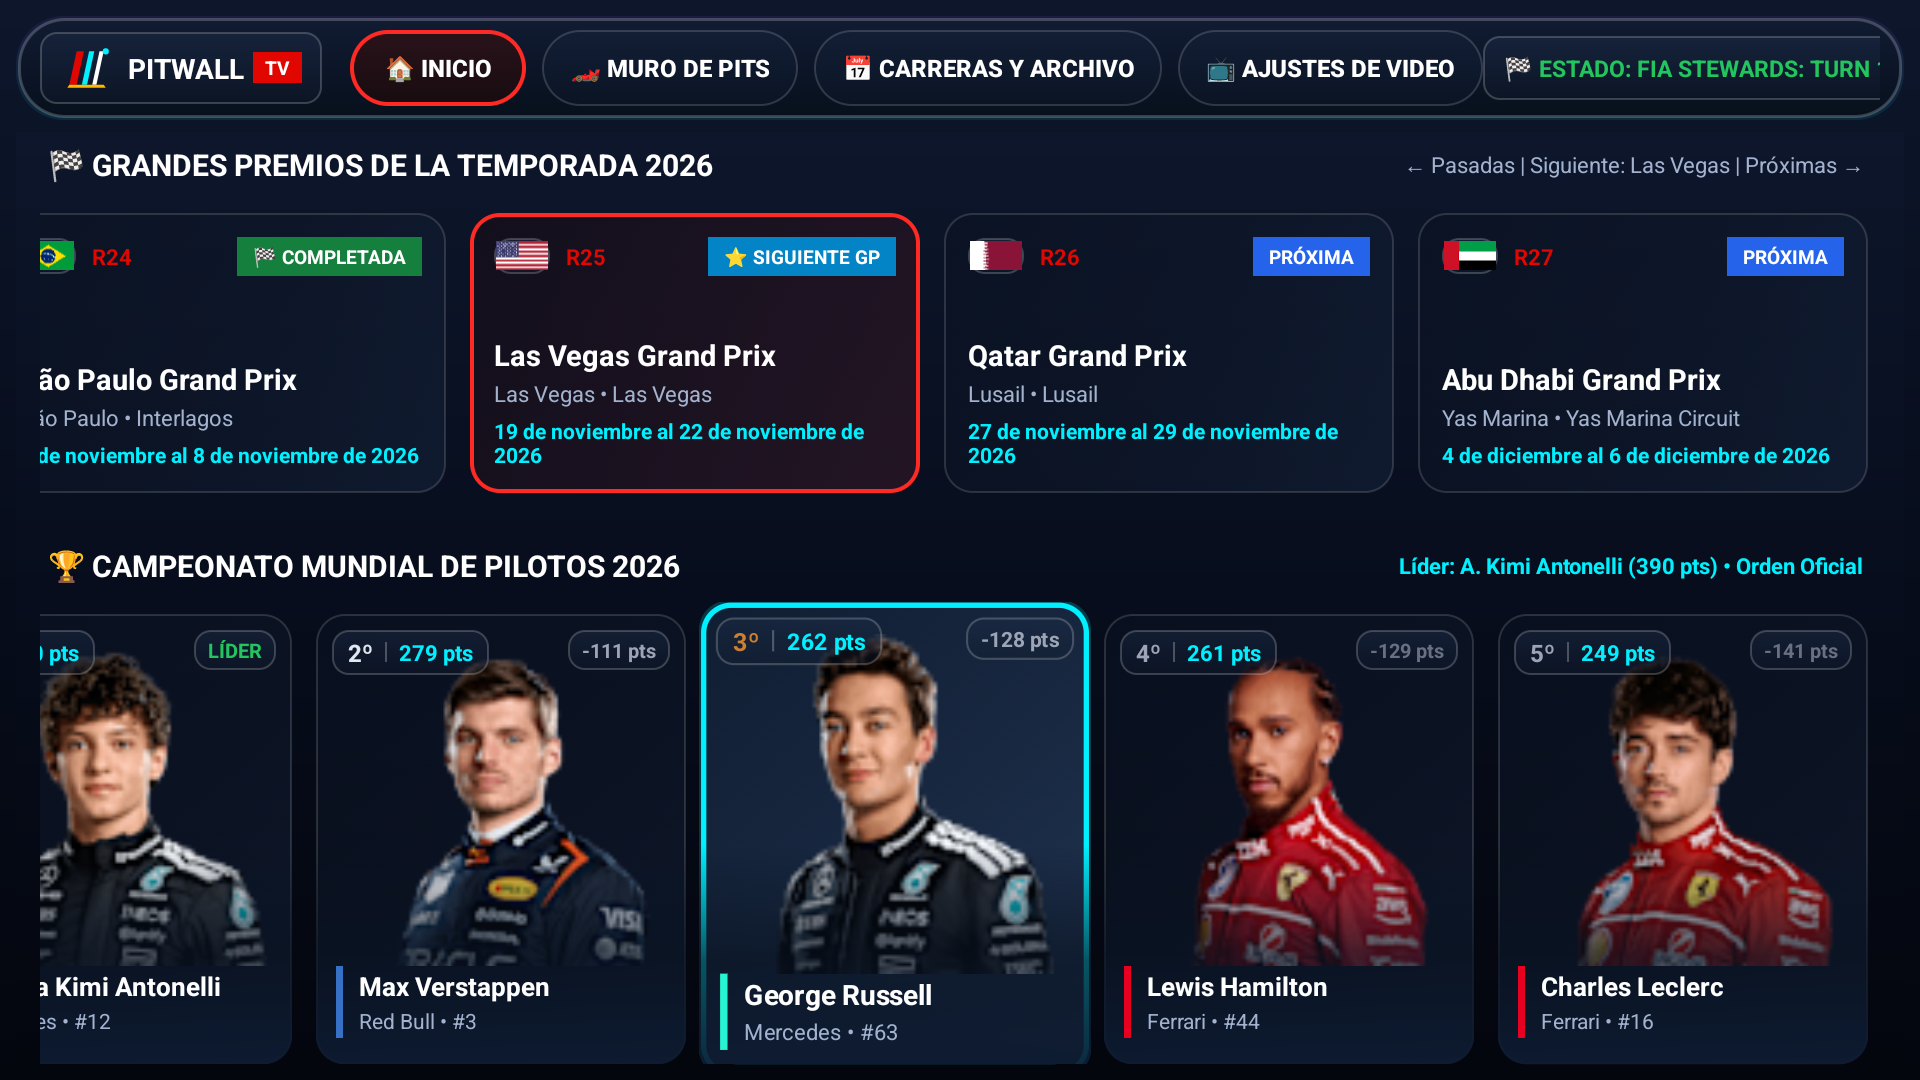 PITWALL TV
INICIO
MURO DE PITS
CARRERAS Y ARCHIVO
AJUSTES DE VIDEO
ESTADO: FIA STEWARDS: TURN
GRANDES PREMIOS DE LA TEMPORADA 2026
← Pasadas | Siguiente: Las Vegas | Próximas →
R24
COMPLETADA
ão Paulo Grand Prix
ão Paulo • Interlagos
de noviembre al 8 de noviembre de 2026
R25
SIGUIENTE GP
Las Vegas Grand Prix
Las Vegas • Las Vegas
19 de noviembre al 22 de noviembre de
2026
R26
PRÓXIMA
Qatar Grand Prix
Lusail • Lusail
27 de noviembre al 29 de noviembre de
2026
R27
PRÓXIMA
Abu Dhabi Grand Prix
Yas Marina • Yas Marina Circuit
4 de diciembre al 6 de diciembre de 2026
CAMPEONATO MUNDIAL DE PILOTOS 2026
Líder: A. Kimi Antonelli (390 pts) • Orden Oficial
pts
LÍDER
a Kimi Antonelli
es • #12
2º | 279 pts
-111 pts
Max Verstappen
Red Bull • #3
3º | 262 pts
-128 pts
George Russell
Mercedes • #63
4º | 261 pts
-129 pts
Lewis Hamilton
Ferrari • #44
5º | 249 pts
-141 pts
Charles Leclerc
Ferrari • #16